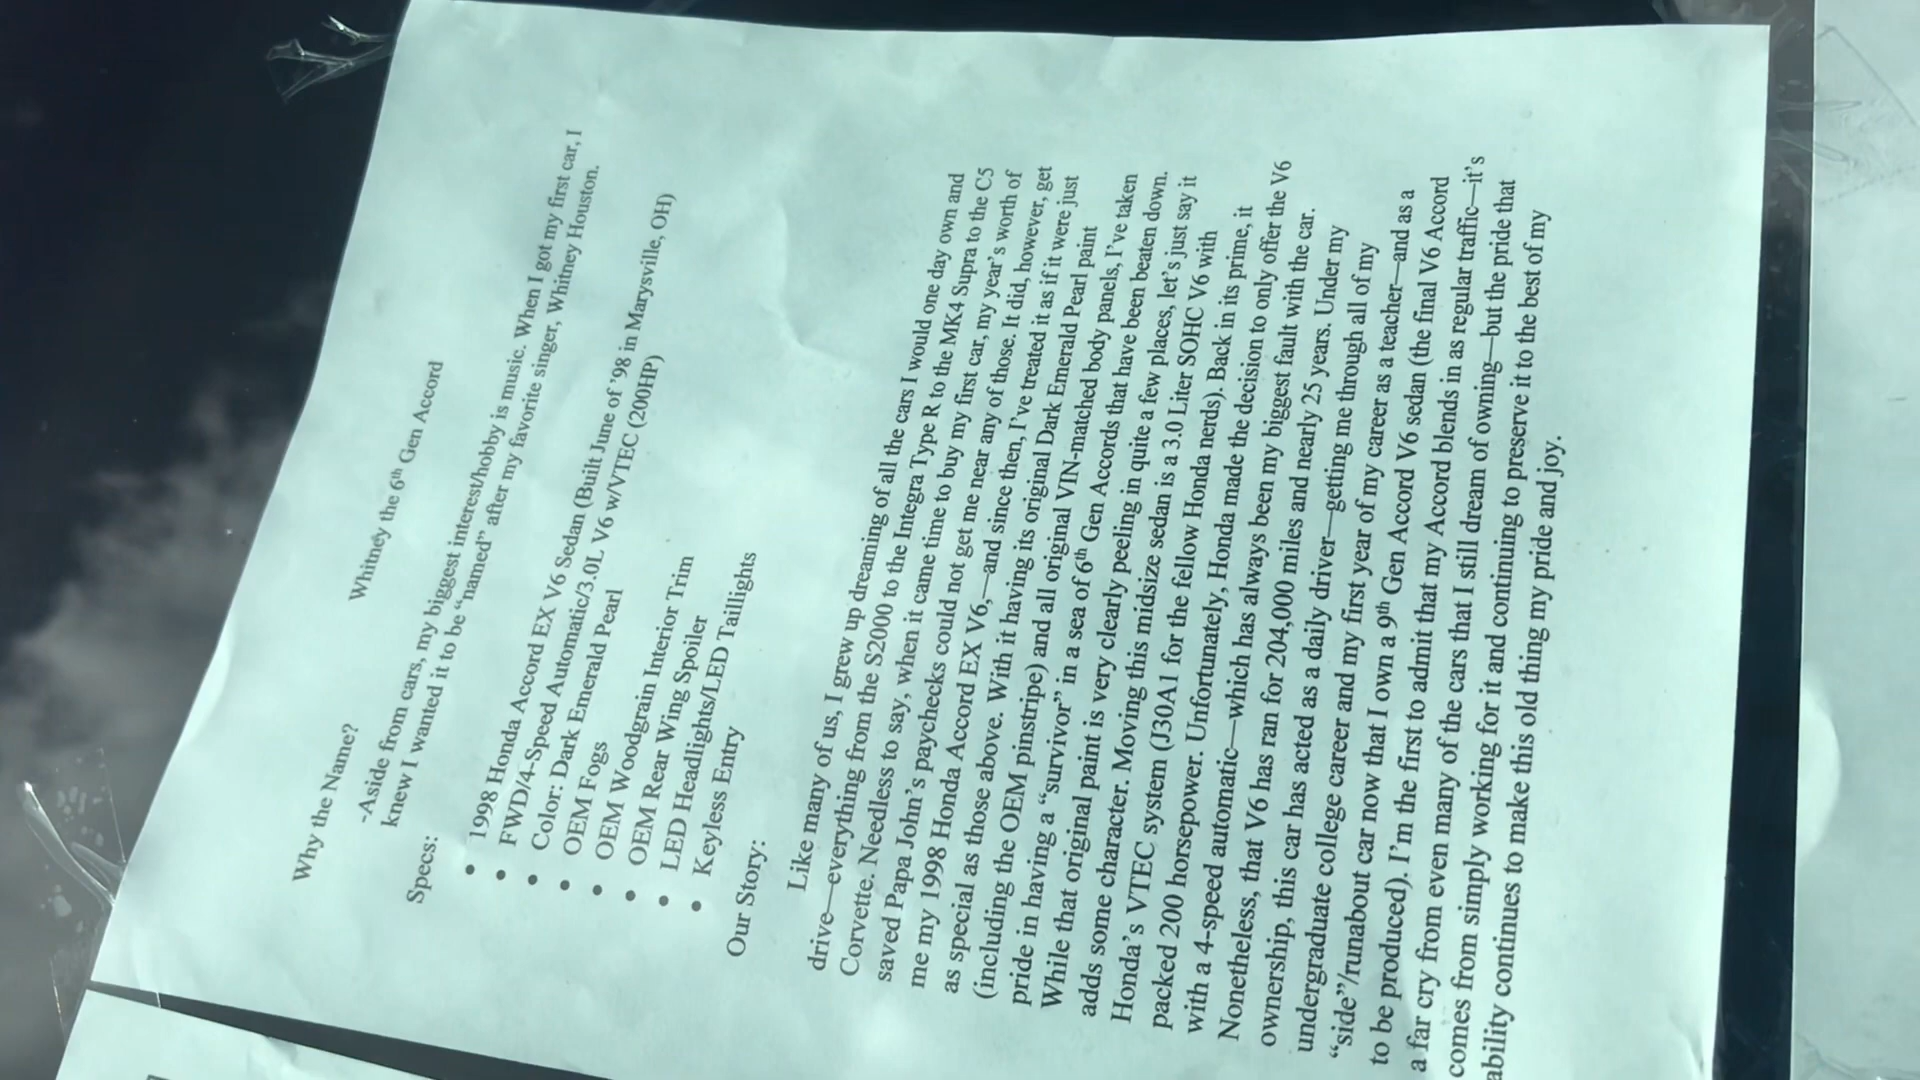 Whitney the 6th Gen Accord
Why the Name?
-Aside from cars, my biggest interest/hobby is music. When I got my first car, I
knew I wanted it to be “named” after my favorite singer, Whitney Houston.
Specs:
• 1998 Honda Accord EX V6 Sedan (Built June of ’98 in Marysville, OH)
• FWD/4-Speed Automatic/3.0L V6 w/VTEC (200HP)
• Color: Dark Emerald Pearl
• OEM Fogs
• OEM Woodgrain Interior Trim
• OEM Rear Wing Spoiler
• LED Headlights/LED Taillights
• Keyless Entry
Our Story:
Like many of us, I grew up dreaming of all the cars I would one day own and
drive—everything from the S2000 to the Integra Type R to the MK4 Supra to the C5
Corvette. Needless to say, when it came time to buy my first car, my year’s worth of
saved Papa John’s paychecks could not get me near any of those. It did, however, get
me my 1998 Honda Accord EX V6,—and since then, I’ve treated it as if it were just
as special as those above. With it having its original Dark Emerald Pearl paint
(including the OEM pinstripe) and all original VIN-matched body panels, I’ve taken
pride in having a “survivor” in a sea of 6th Gen Accords that have been beaten down.
While that original paint is very clearly peeling in quite a few places, let’s just say it
adds some character. Moving this midsize sedan is a 3.0 Liter SOHC V6 with
Honda’s VTEC system (J30A1 for the fellow Honda nerds). Back in its prime, it
packed 200 horsepower. Unfortunately, Honda made the decision to only offer the V6
with a 4-speed automatic—which has always been my biggest fault with the car.
Nonetheless, that V6 has ran for 204,000 miles and nearly 25 years. Under my
ownership, this car has acted as a daily driver—getting me through all of my
undergraduate college career and my first year of my career as a teacher—and as a
“side”/runabout car now that I own a 9th Gen Accord V6 sedan (the final V6 Accord
to be produced). I’m the first to admit that my Accord blends in as regular traffic—it’s
a far cry from even many of the cars that I still dream of owning—but the pride that
comes from simply working for it and continuing to preserve it to the best of my
ability continues to make this old thing my pride and joy.